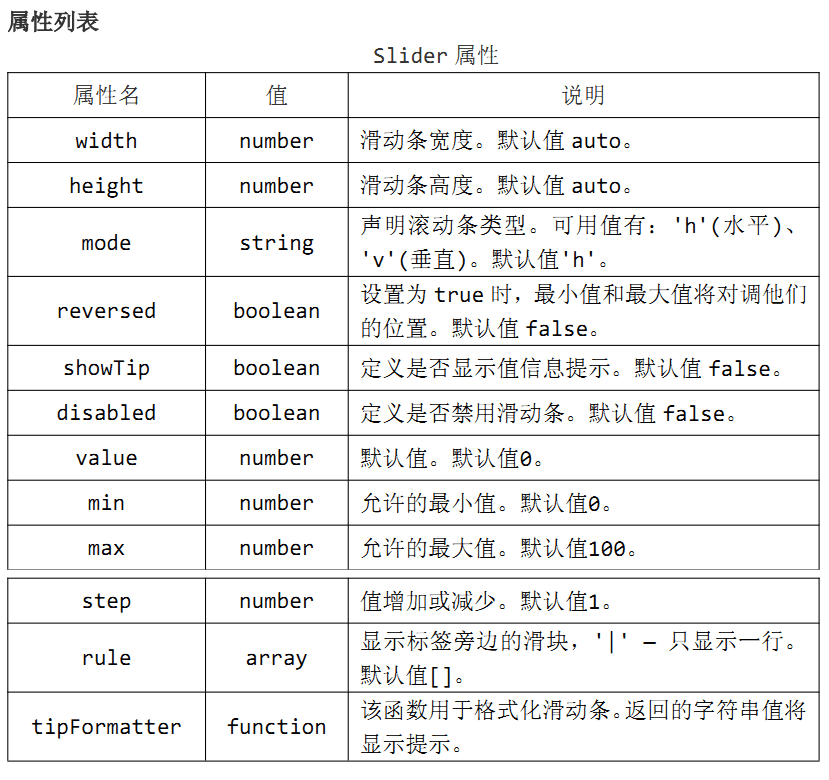 属性列表
Slider 属性
属性名 值 说明
width number 滑动条宽度。默认值 auto。
height number 滑动条高度。默认值 auto。
mode string 声明滚动条类型。可用值有：'h'(水平)、
'v'(垂直)。默认值'h'。
reversed boolean 设置为 true 时，最小值和最大值将对调他们
的位置。默认值 false。
showTip boolean 定义是否显示值信息提示。默认值 false。
disabled boolean 定义是否禁用滑动条。默认值 false。
value number 默认值。默认值0。
min number 允许的最小值。默认值0。
max number 允许的最大值。默认值100。
step number 值增加或减少。默认值1。
rule array 显示标签旁边的滑块，'|' — 只显示一行。
默认值[]。
tipFormatter function 该函数用于格式化滑动条。返回的字符串值将
显示提示。